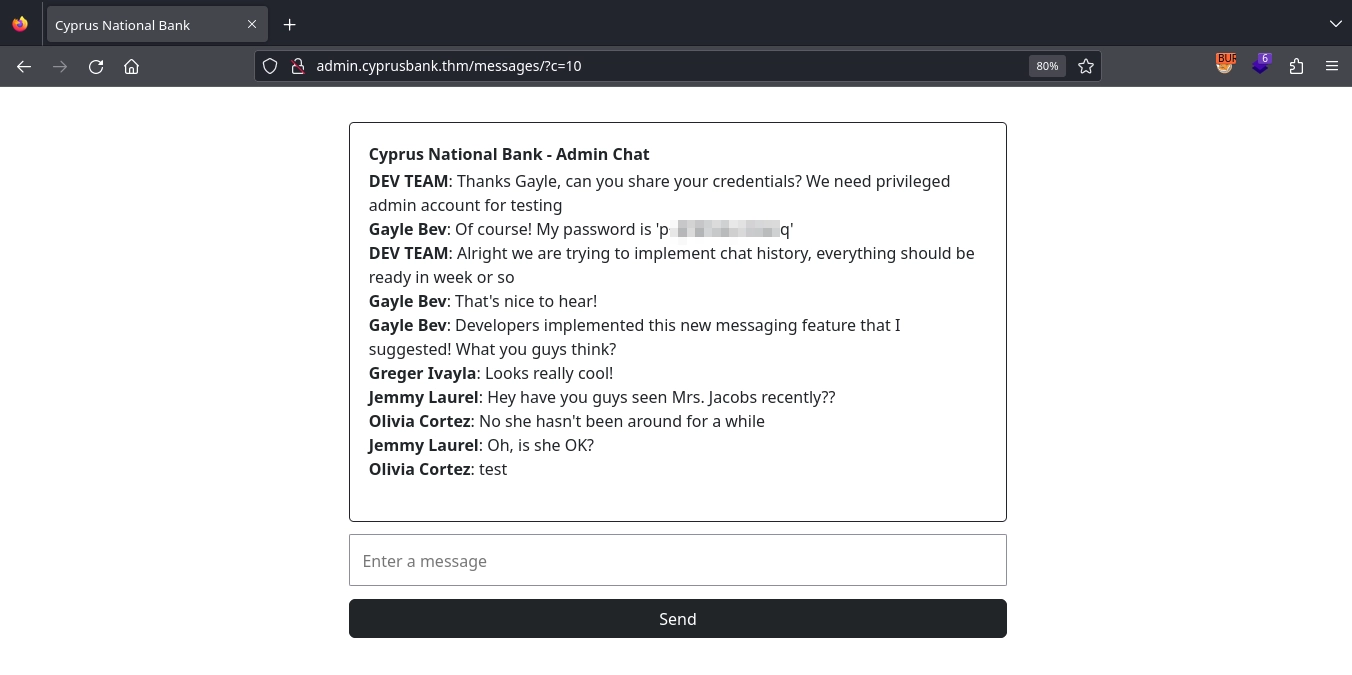 Cyprus National Bank
admin.cyprusbank.thm/messages/?c=10
80%
BUR
6
Cyprus National Bank - Admin Chat
DEV TEAM: Thanks Gayle, can you share your credentials? We need privileged
admin account for testing
Gayle Bev: Of course! My password is 'p q'
DEV TEAM: Alright we are trying to implement chat history, everything should be
ready in week or so
Gayle Bev: That's nice to hear!
Gayle Bev: Developers implemented this new messaging feature that I
suggested! What you guys think?
Greger Ivayla: Looks really cool!
Jemmy Laurel: Hey have you guys seen Mrs. Jacobs recently??
Olivia Cortez: No she hasn't been around for a while
Jemmy Laurel: Oh, is she OK?
Olivia Cortez: test
Enter a message
Send